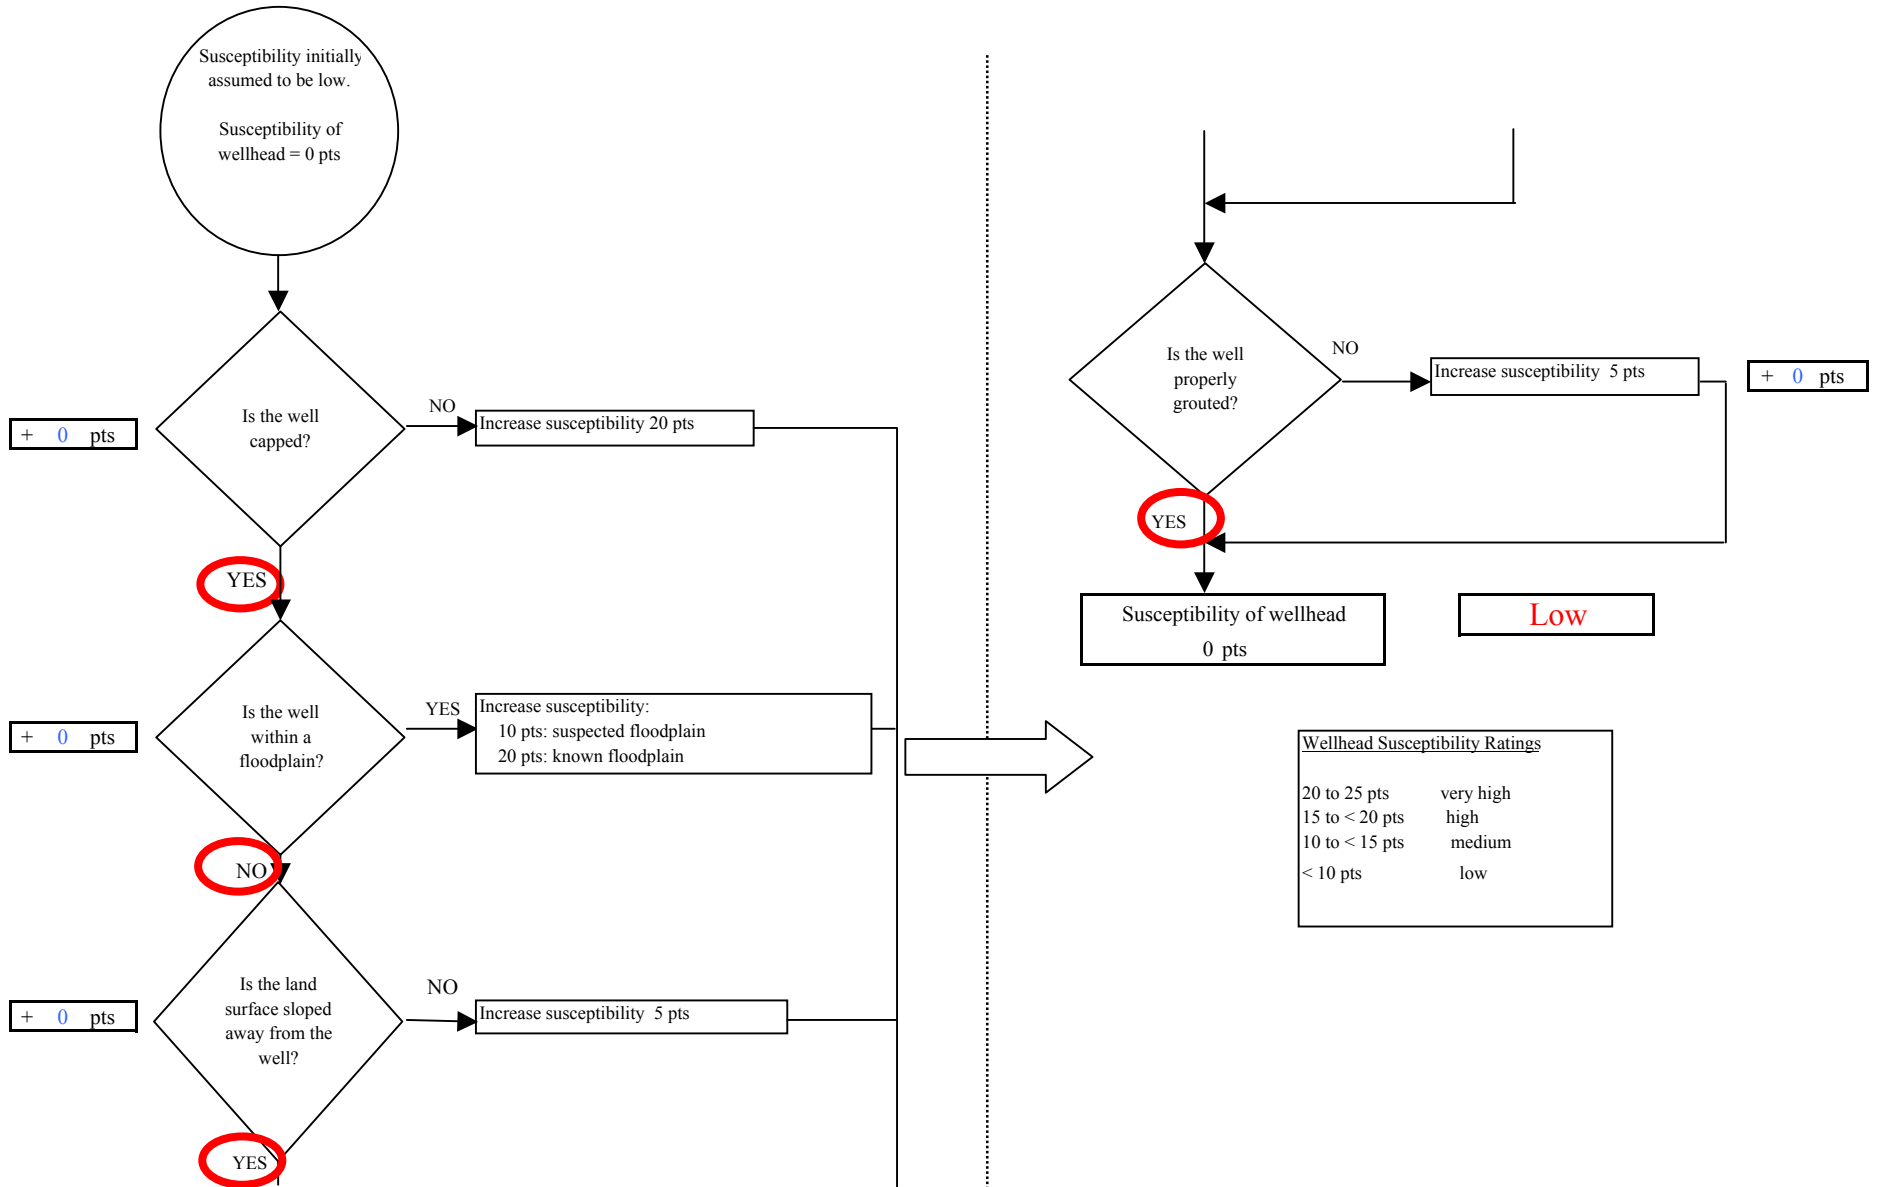 Susceptibility initially
assumed to be low.
Susceptibility of
wellhead = 0 pts
+ 0 pts
Is the well
capped?
NO
Increase susceptibility 20 pts
YES
+ 0 pts
Is the well
within a
floodplain?
YES
Increase susceptibility:
10 pts: suspected floodplain
20 pts: known floodplain
NO
+ 0 pts
Is the land
surface sloped
away from the
well?
NO
Increase susceptibility 5 pts
YES
Is the well
properly
grouted?
NO
Increase susceptibility 5 pts
+ 0 pts
YES
Susceptibility of wellhead
0 pts
Low
Wellhead Susceptibility Ratings
20 to 25 pts very high
15 to < 20 pts high
10 to < 15 pts medium
< 10 pts low